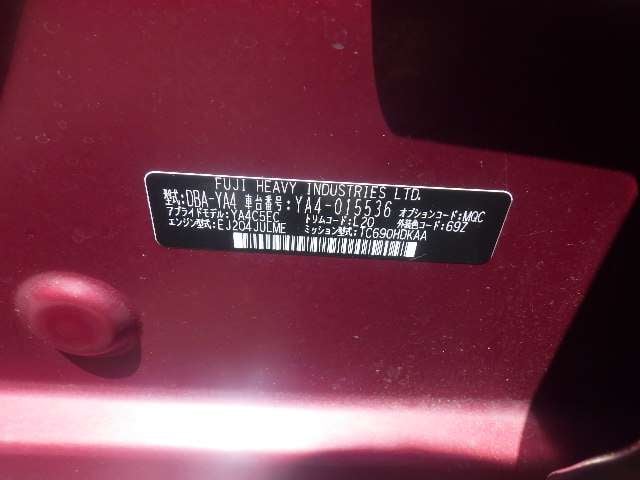 FUJI HEAVY INDUSTRIES LTD.
型式: DBA-YA4 車台番号: YA4-015536 オプションコード: MQC
アプライドモデル: YA4C5FC トリムコード: L20 外装色コード: 69Z
エンジン型式: EJ204JULME ミッション型式: TC690HDKAA